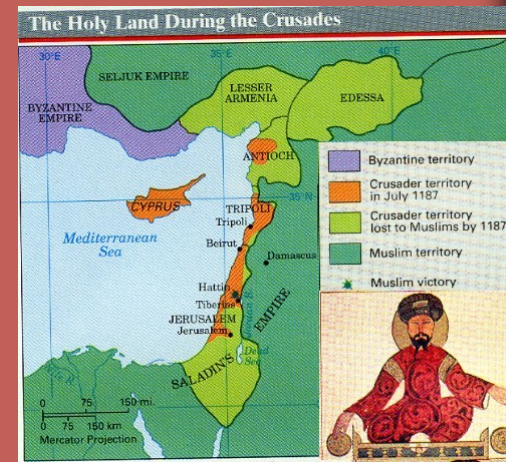 The Holy Land During the Crusades
30°E
35°E
40°E
SELJUK EMPIRE
BYZANTINE
EMPIRE
LESSER
ARMENIA
EDESSA
ANTIOCH
35°N
CYPRUS
TRIPOLI
Tripoli
Mediterranean
Sea
Beirut
Damascus
Hattin
Tiberias
JERUSALEM
Jerusalem
Dead
Sea
SALADIN'S EMPIRE
Nile R.
0 75 150 mi.
0 75 150 km
Mercator Projection
Byzantine territory
Crusader territory
in July 1187
Crusader territory
lost to Muslims by 1187
Muslim territory
Muslim victory